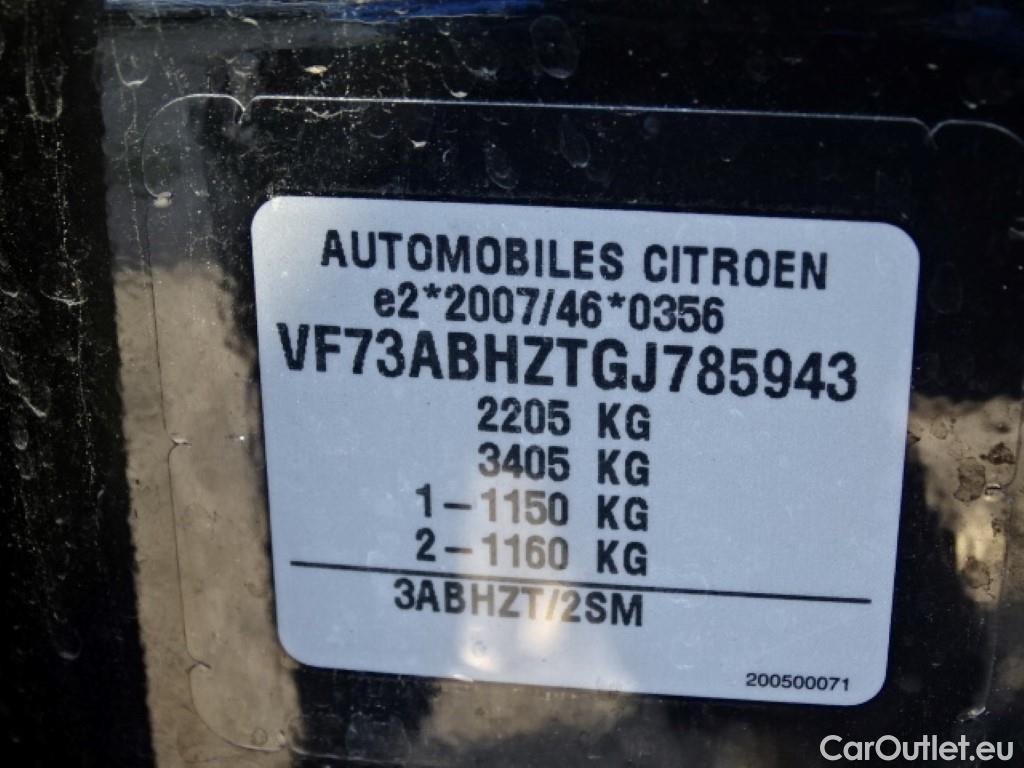 AUTOMOBILES CITROEN
e2*2007/46*0356
VF73ABHZTGJ785943
2205 KG
3405 KG
1-1150 KG
2-1160 KG
3ABHZT/2SM
200500071
CarOutlet.eu